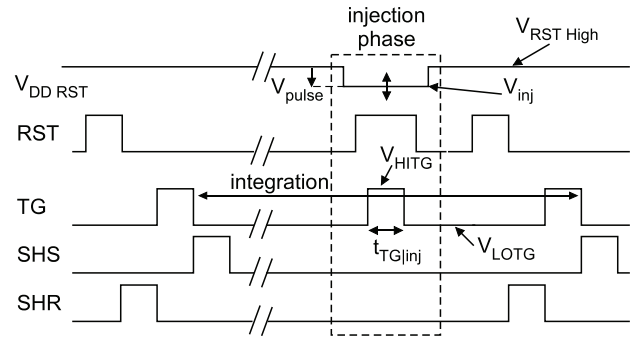 injection
phase
V_RST High
V_DD RST
V_pulse
V_inj
RST
V_HITG
integration
TG
t_TG|inj
V_LOTG
SHS
SHR